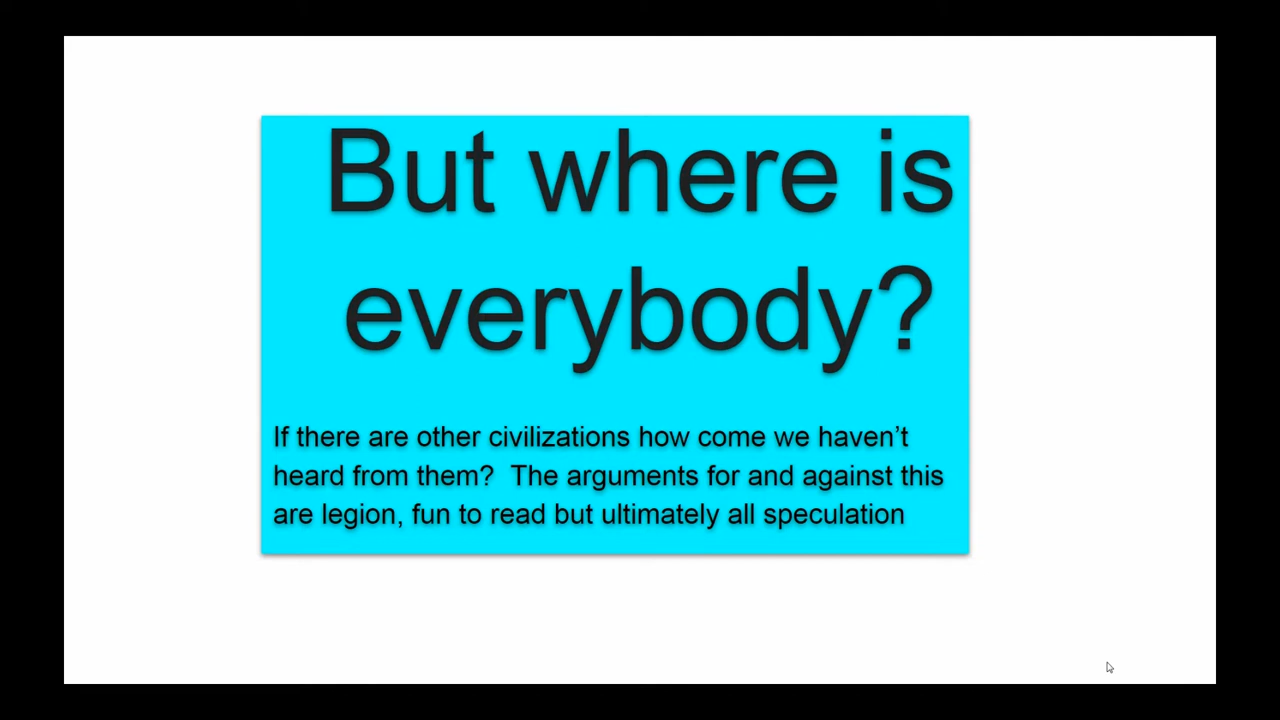 But where is
everybody?
If there are other civilizations how come we haven’t
heard from them?  The arguments for and against this
are legion, fun to read but ultimately all speculation